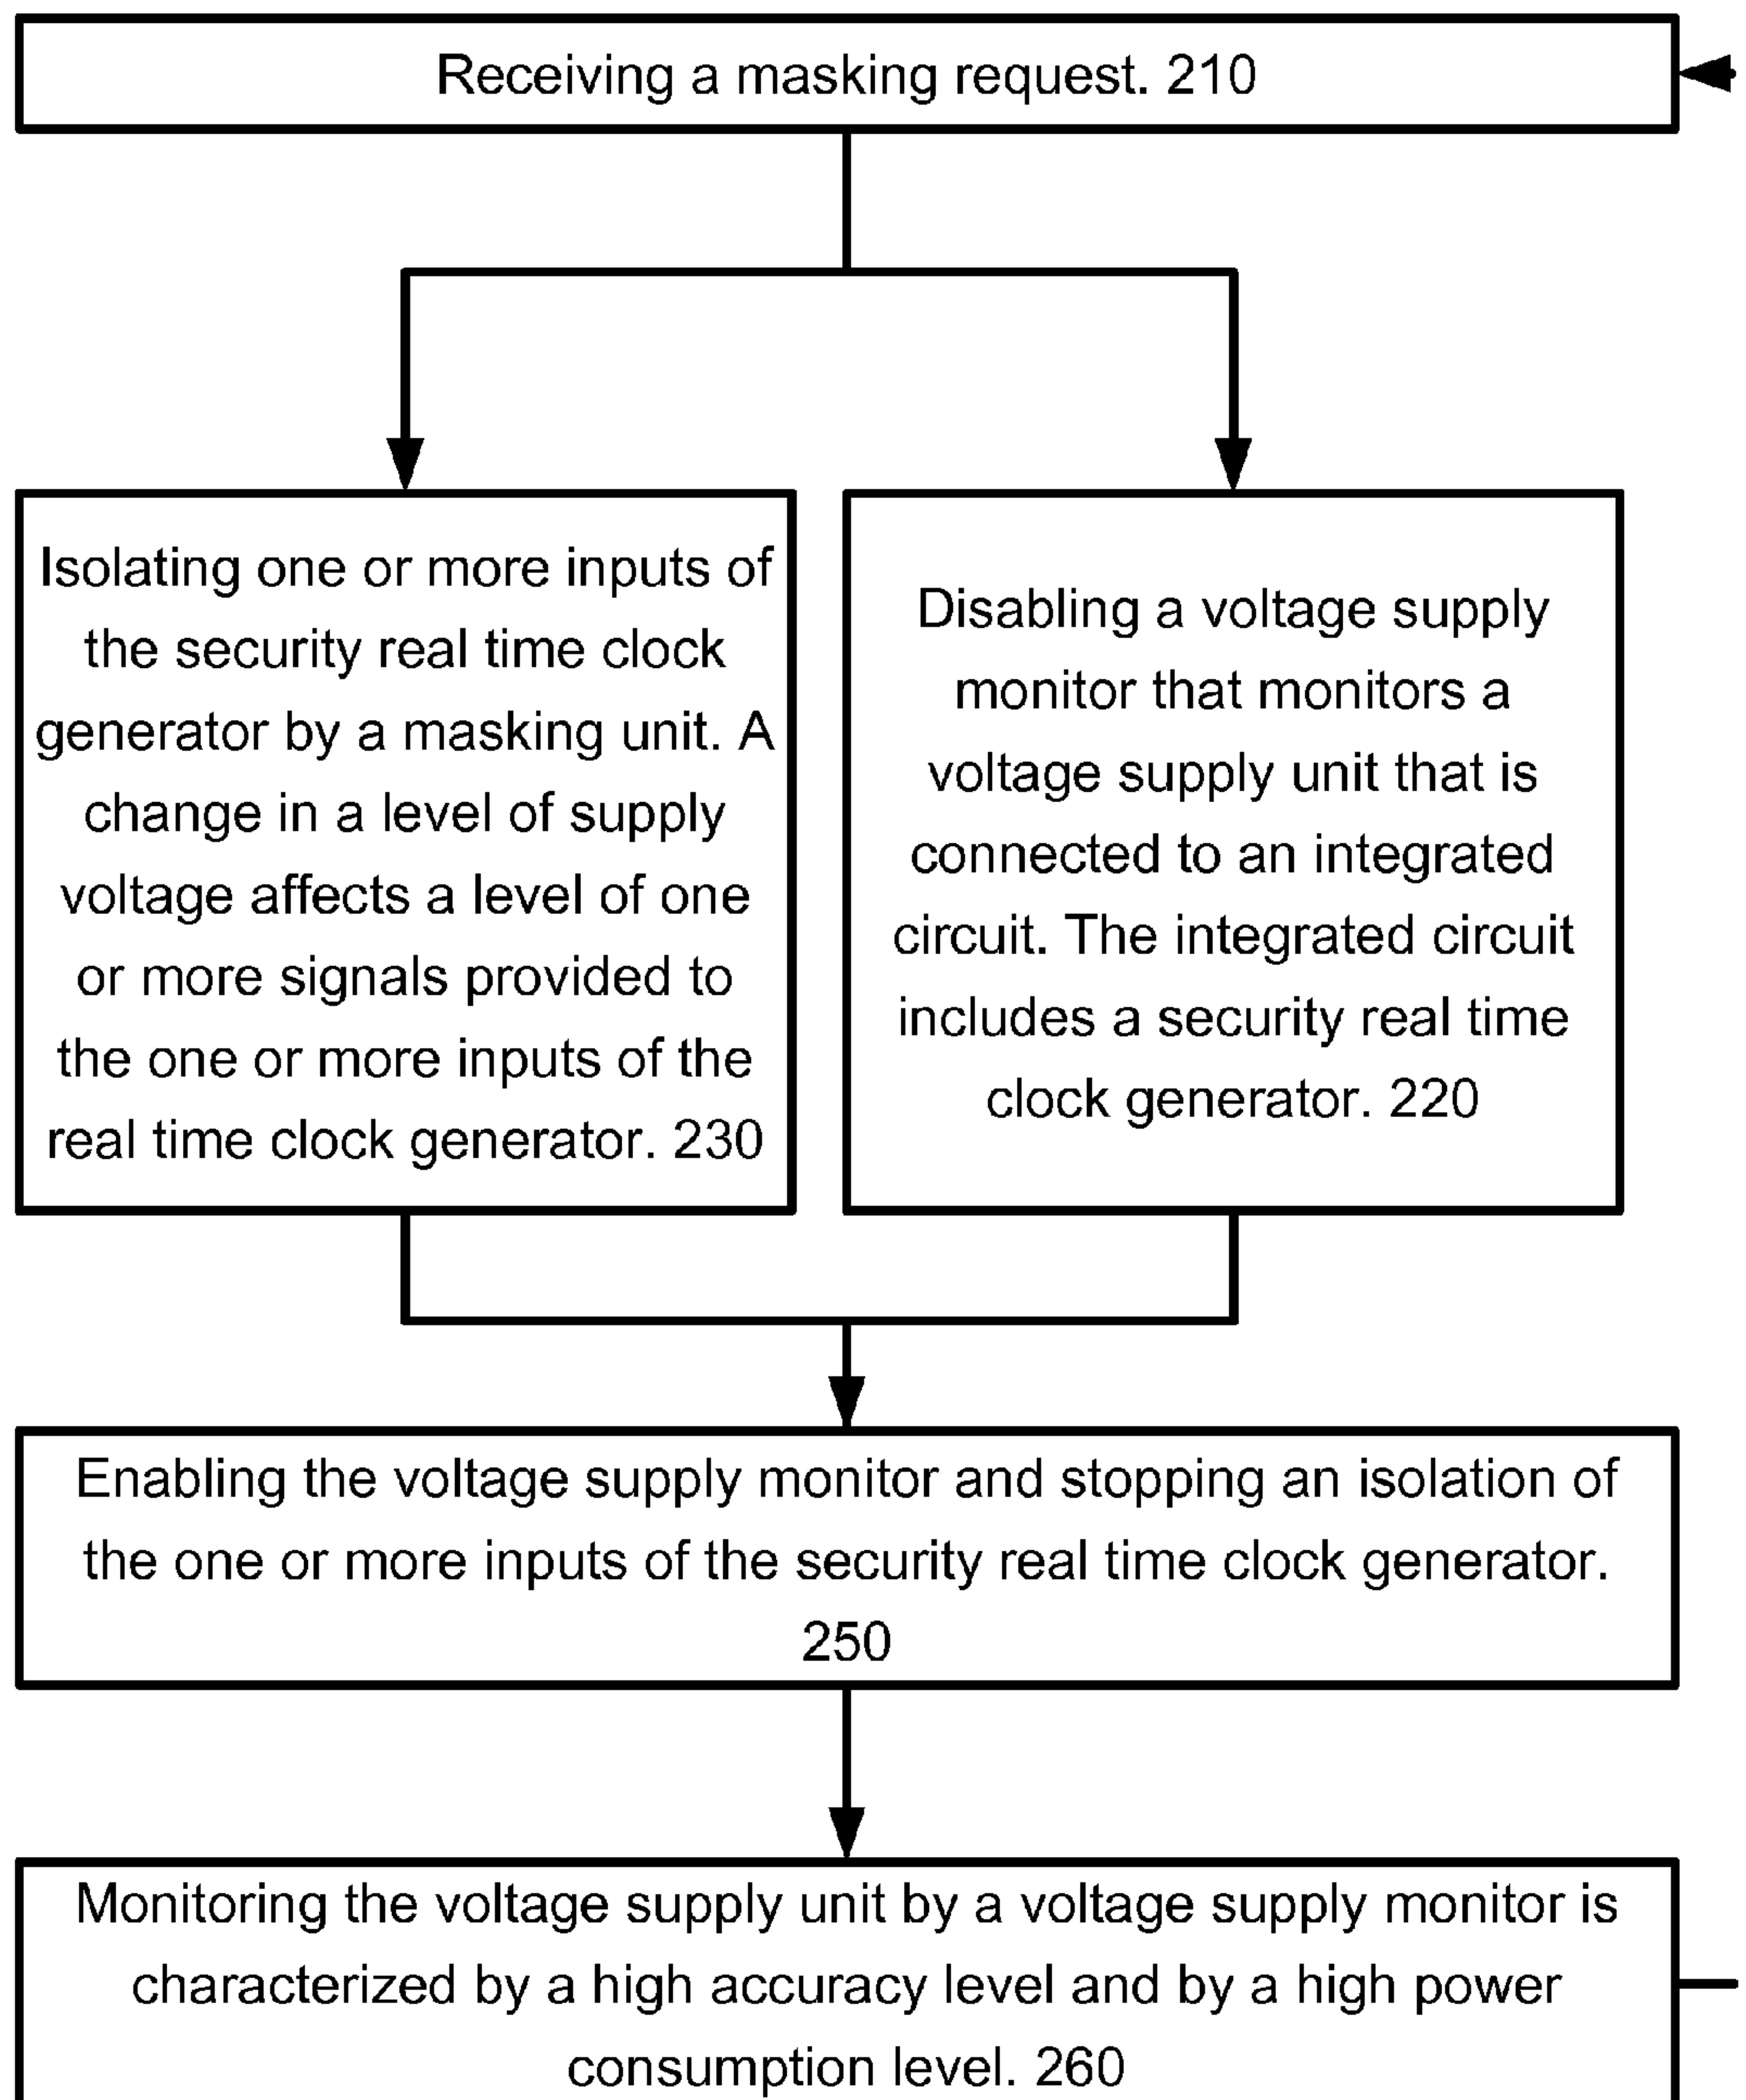 Receiving a masking request. 210
Isolating one or more inputs of
the security real time clock
generator by a masking unit. A
change in a level of supply
voltage affects a level of one
or more signals provided to
the one or more inputs of the
real time clock generator. 230
Disabling a voltage supply
monitor that monitors a
voltage supply unit that is
connected to an integrated
circuit. The integrated circuit
includes a security real time
clock generator. 220
Enabling the voltage supply monitor and stopping an isolation of
the one or more inputs of the security real time clock generator.
250
Monitoring the voltage supply unit by a voltage supply monitor is
characterized by a high accuracy level and by a high power
consumption level. 260